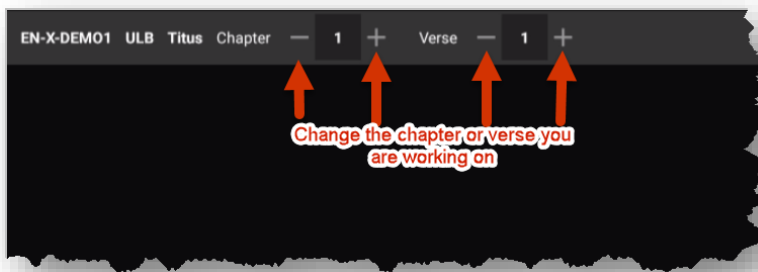 EN-X-DEMO1 ULB Titus Chapter — 1 + Verse — 1 +
Change the chapter or verse you
are working on